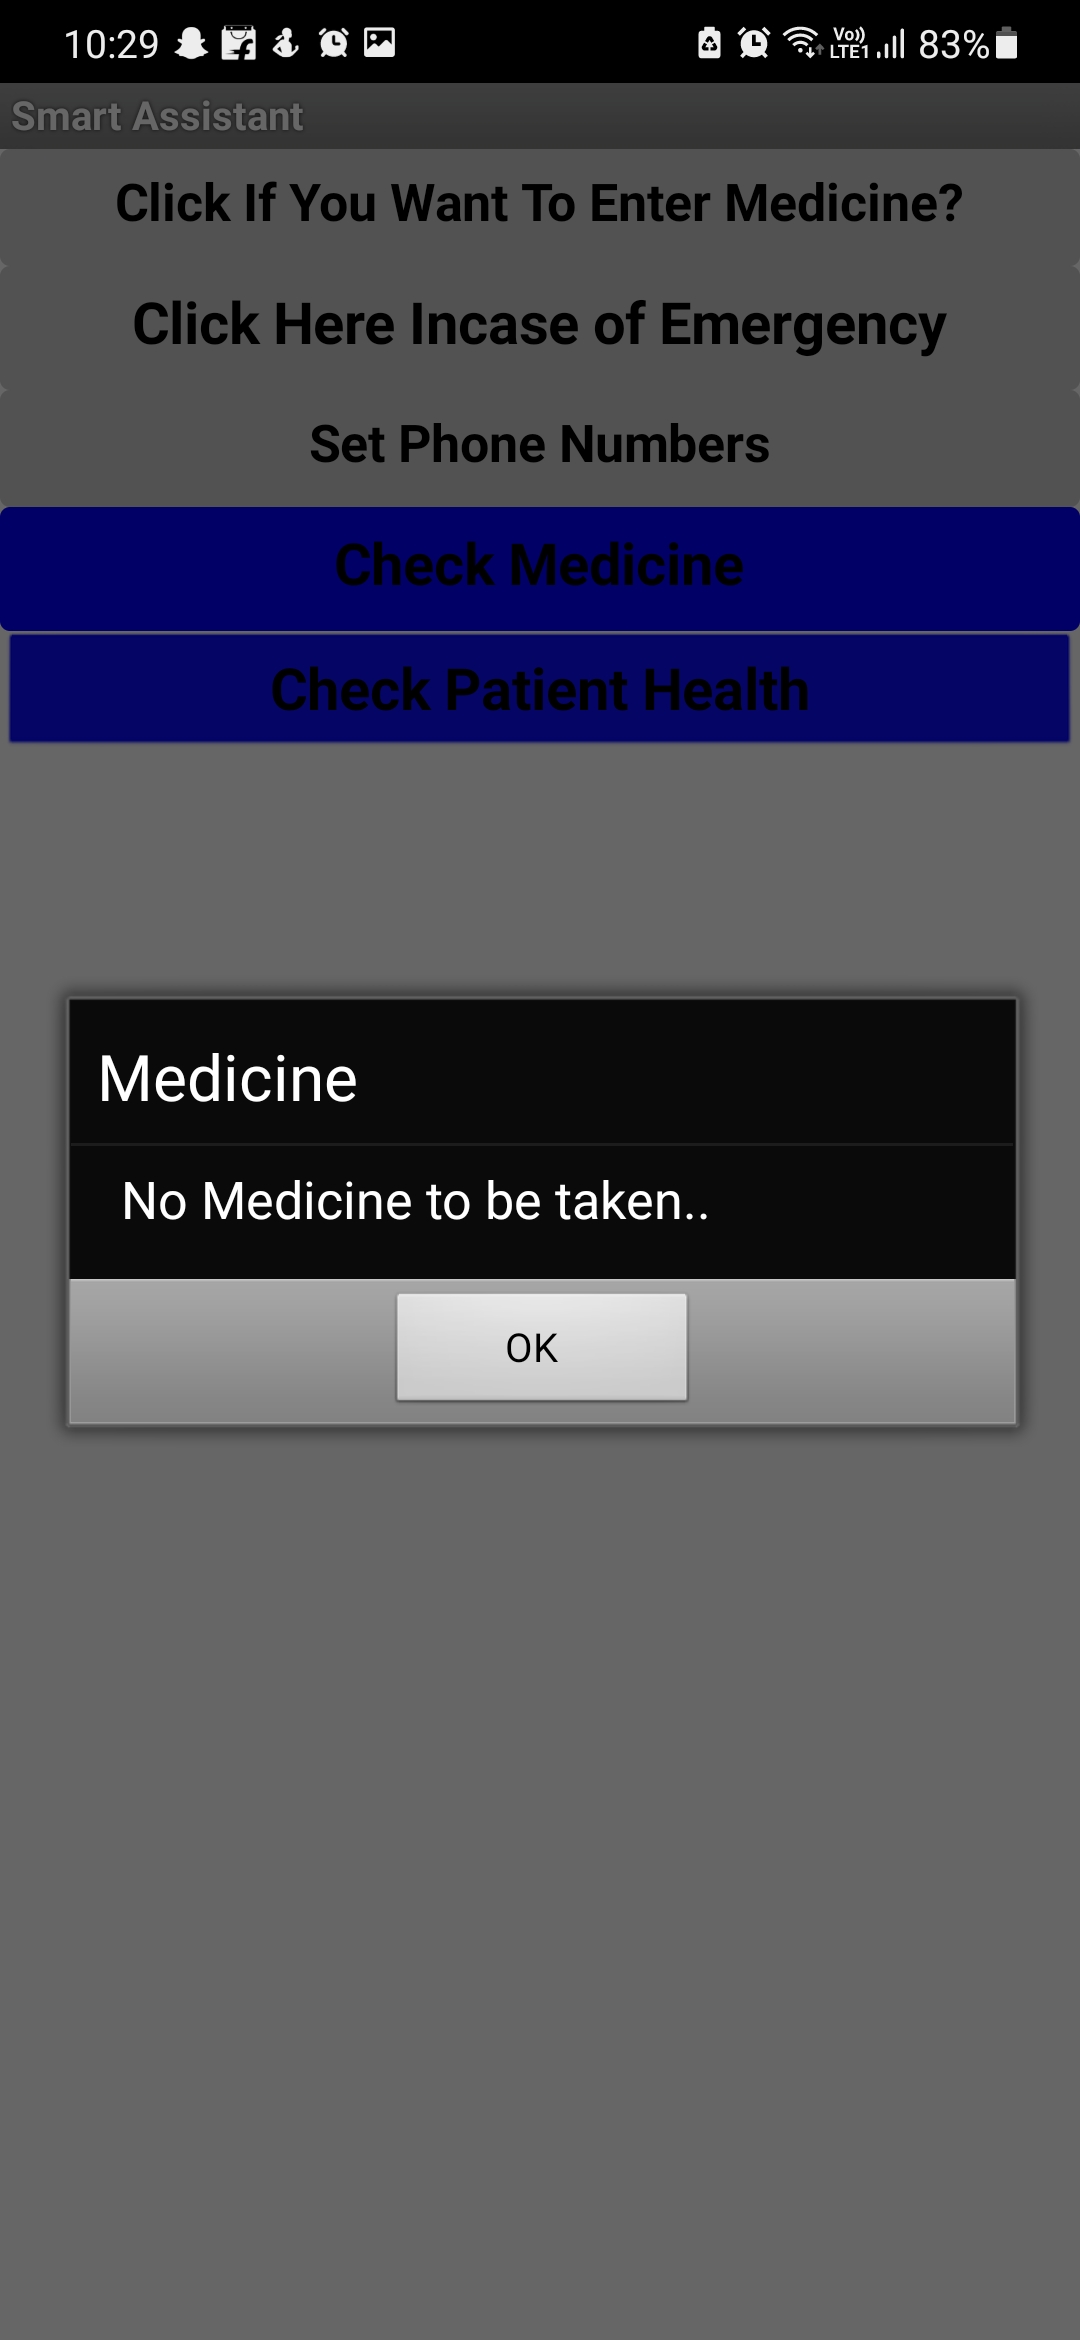 10:29 Vo)) LTE1 83%
Smart Assistant
Click If You Want To Enter Medicine?
Click Here Incase of Emergency
Set Phone Numbers
Check Medicine
Check Patient Health
Medicine
No Medicine to be taken..
OK